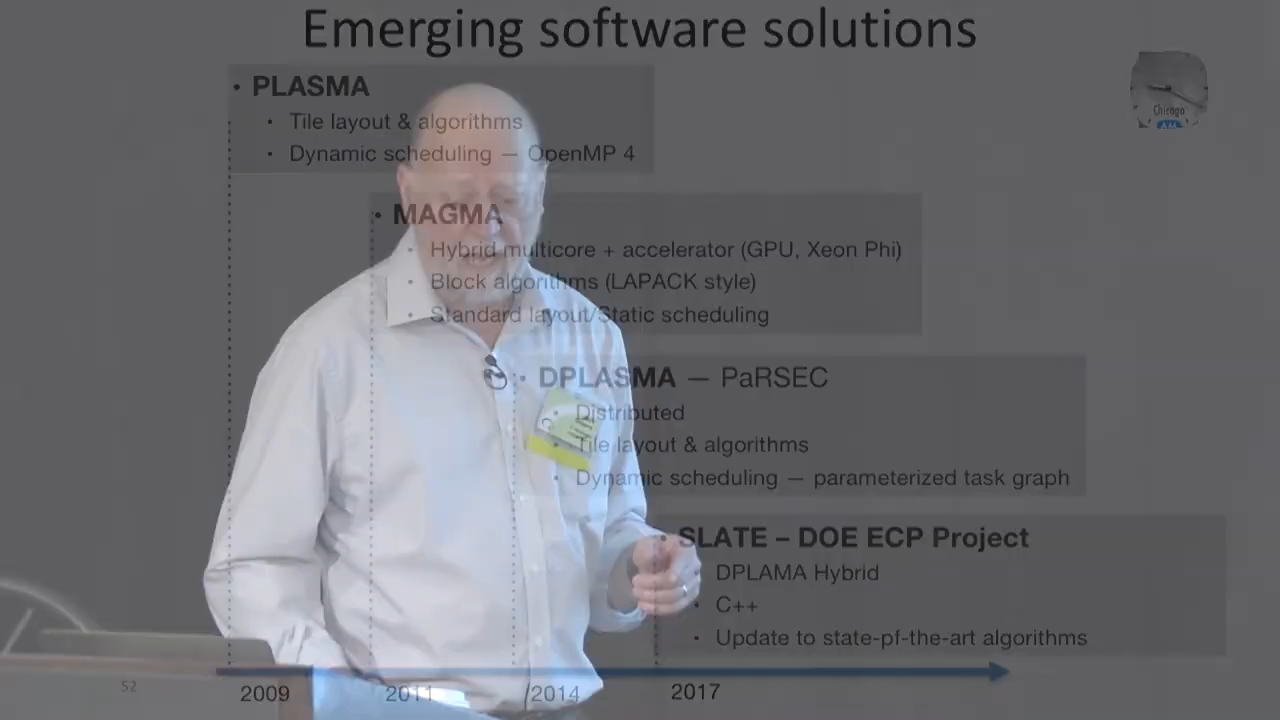 Emerging software solutions
• PLASMA
• Tile layout & algorithms
• Dynamic scheduling — OpenMP 4
Chicago
AM
• MAGMA
• Hybrid multicore + accelerator (GPU, Xeon Phi)
• Block algorithms (LAPACK style)
• Standard layout/Static scheduling
• DPLASMA — PaRSEC
• Distributed
• Tile layout & algorithms
• Dynamic scheduling — parameterized task graph
• SLATE – DOE ECP Project
DPLAMA Hybrid
• C++
• Update to state-pf-the-art algorithms
52
2009
2011
2014
2017